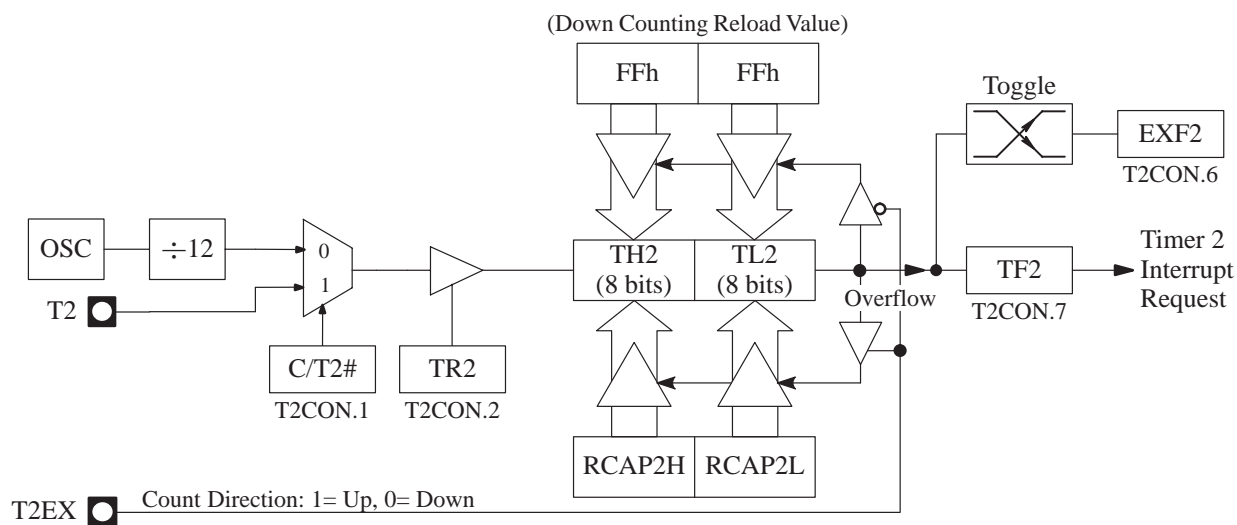 (Down Counting Reload Value)
FFh FFh
Toggle
EXF2
T2CON.6
OSC
÷12
0
1
T2
TH2
(8 bits)
TL2
(8 bits)
Overflow
TF2
T2CON.7
Timer 2
Interrupt
Request
C/T2#
T2CON.1
TR2
T2CON.2
RCAP2H RCAP2L
T2EX
Count Direction: 1= Up, 0= Down